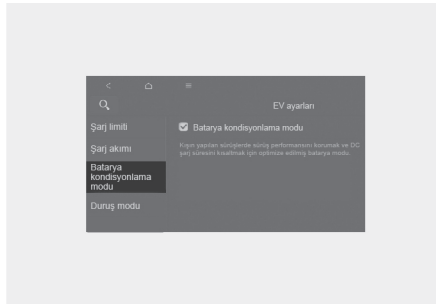 EV ayarları
Şarj limiti
Batarya kondisyonlama modu
Şarj akımı
Kışın yapılan sürüşlerde sürüş performansını korumak ve DC
şarj süresini kısaltmak için optimize edilmiş batarya modu.
Batarya
kondisyonlama
modu
Duruş modu